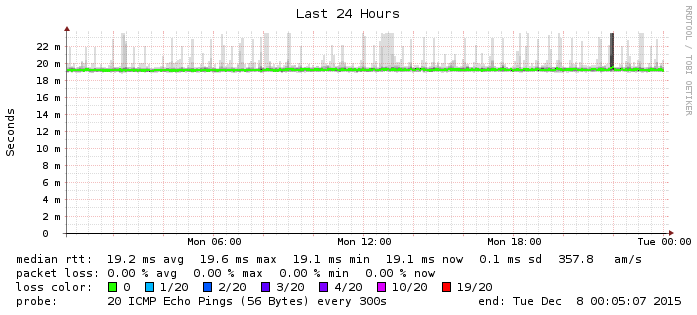 Last 24 Hours
RRDTOOL / TOBI OETIKER
Seconds
22 m
20 m
18 m
16 m
14 m
12 m
10 m
8 m
6 m
4 m
2 m
0
Mon 06:00 Mon 12:00 Mon 18:00 Tue 00:00
median rtt: 19.2 ms avg 19.6 ms max 19.1 ms min 19.1 ms now 0.1 ms sd 357.8 am/s
packet loss: 0.00 % avg 0.00 % max 0.00 % min 0.00 % now
loss color: 0 1/20 2/20 3/20 4/20 10/20 19/20
probe: 20 ICMP Echo Pings (56 Bytes) every 300s end: Tue Dec 8 00:05:07 2015